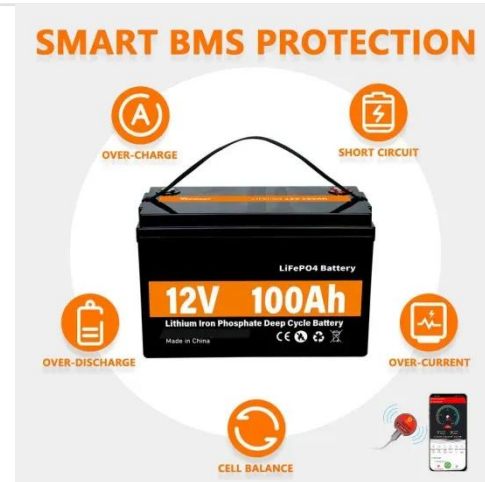 SMART BMS PROTECTION
OVER-CHARGE
SHORT CIRCUIT
LiFePO4 Battery
12V 100Ah
Lithium Iron Phosphate Deep Cycle Battery
Made in China
CE
OVER-DISCHARGE
OVER-CURRENT
CELL BALANCE